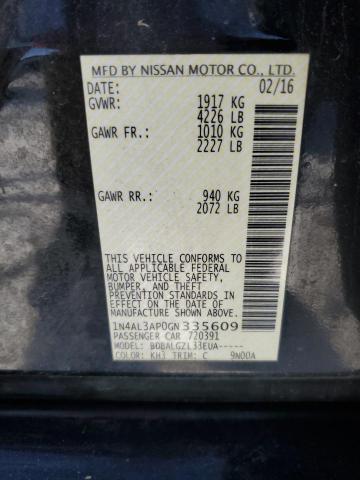 MFD BY NISSAN MOTOR CO., LTD.
DATE: 02/16
GVWR: 1917 KG
4226 LB
GAWR FR.: 1010 KG
2227 LB
GAWR RR.: 940 KG
2072 LB
THIS VEHICLE CONFORMS TO
ALL APPLICABLE FEDERAL
MOTOR VEHICLE SAFETY,
BUMPER, AND THEFT
PREVENTION STANDARDS IN
EFFECT ON THE DATE OF
MANUFACTURE SHOWN ABOVE.
1N4AL3AP0GN335609
PASSENGER CAR 720391
MODEL: BDBALGZL33EUA-----
COLOR: KH3 TRIM: C 9N00A